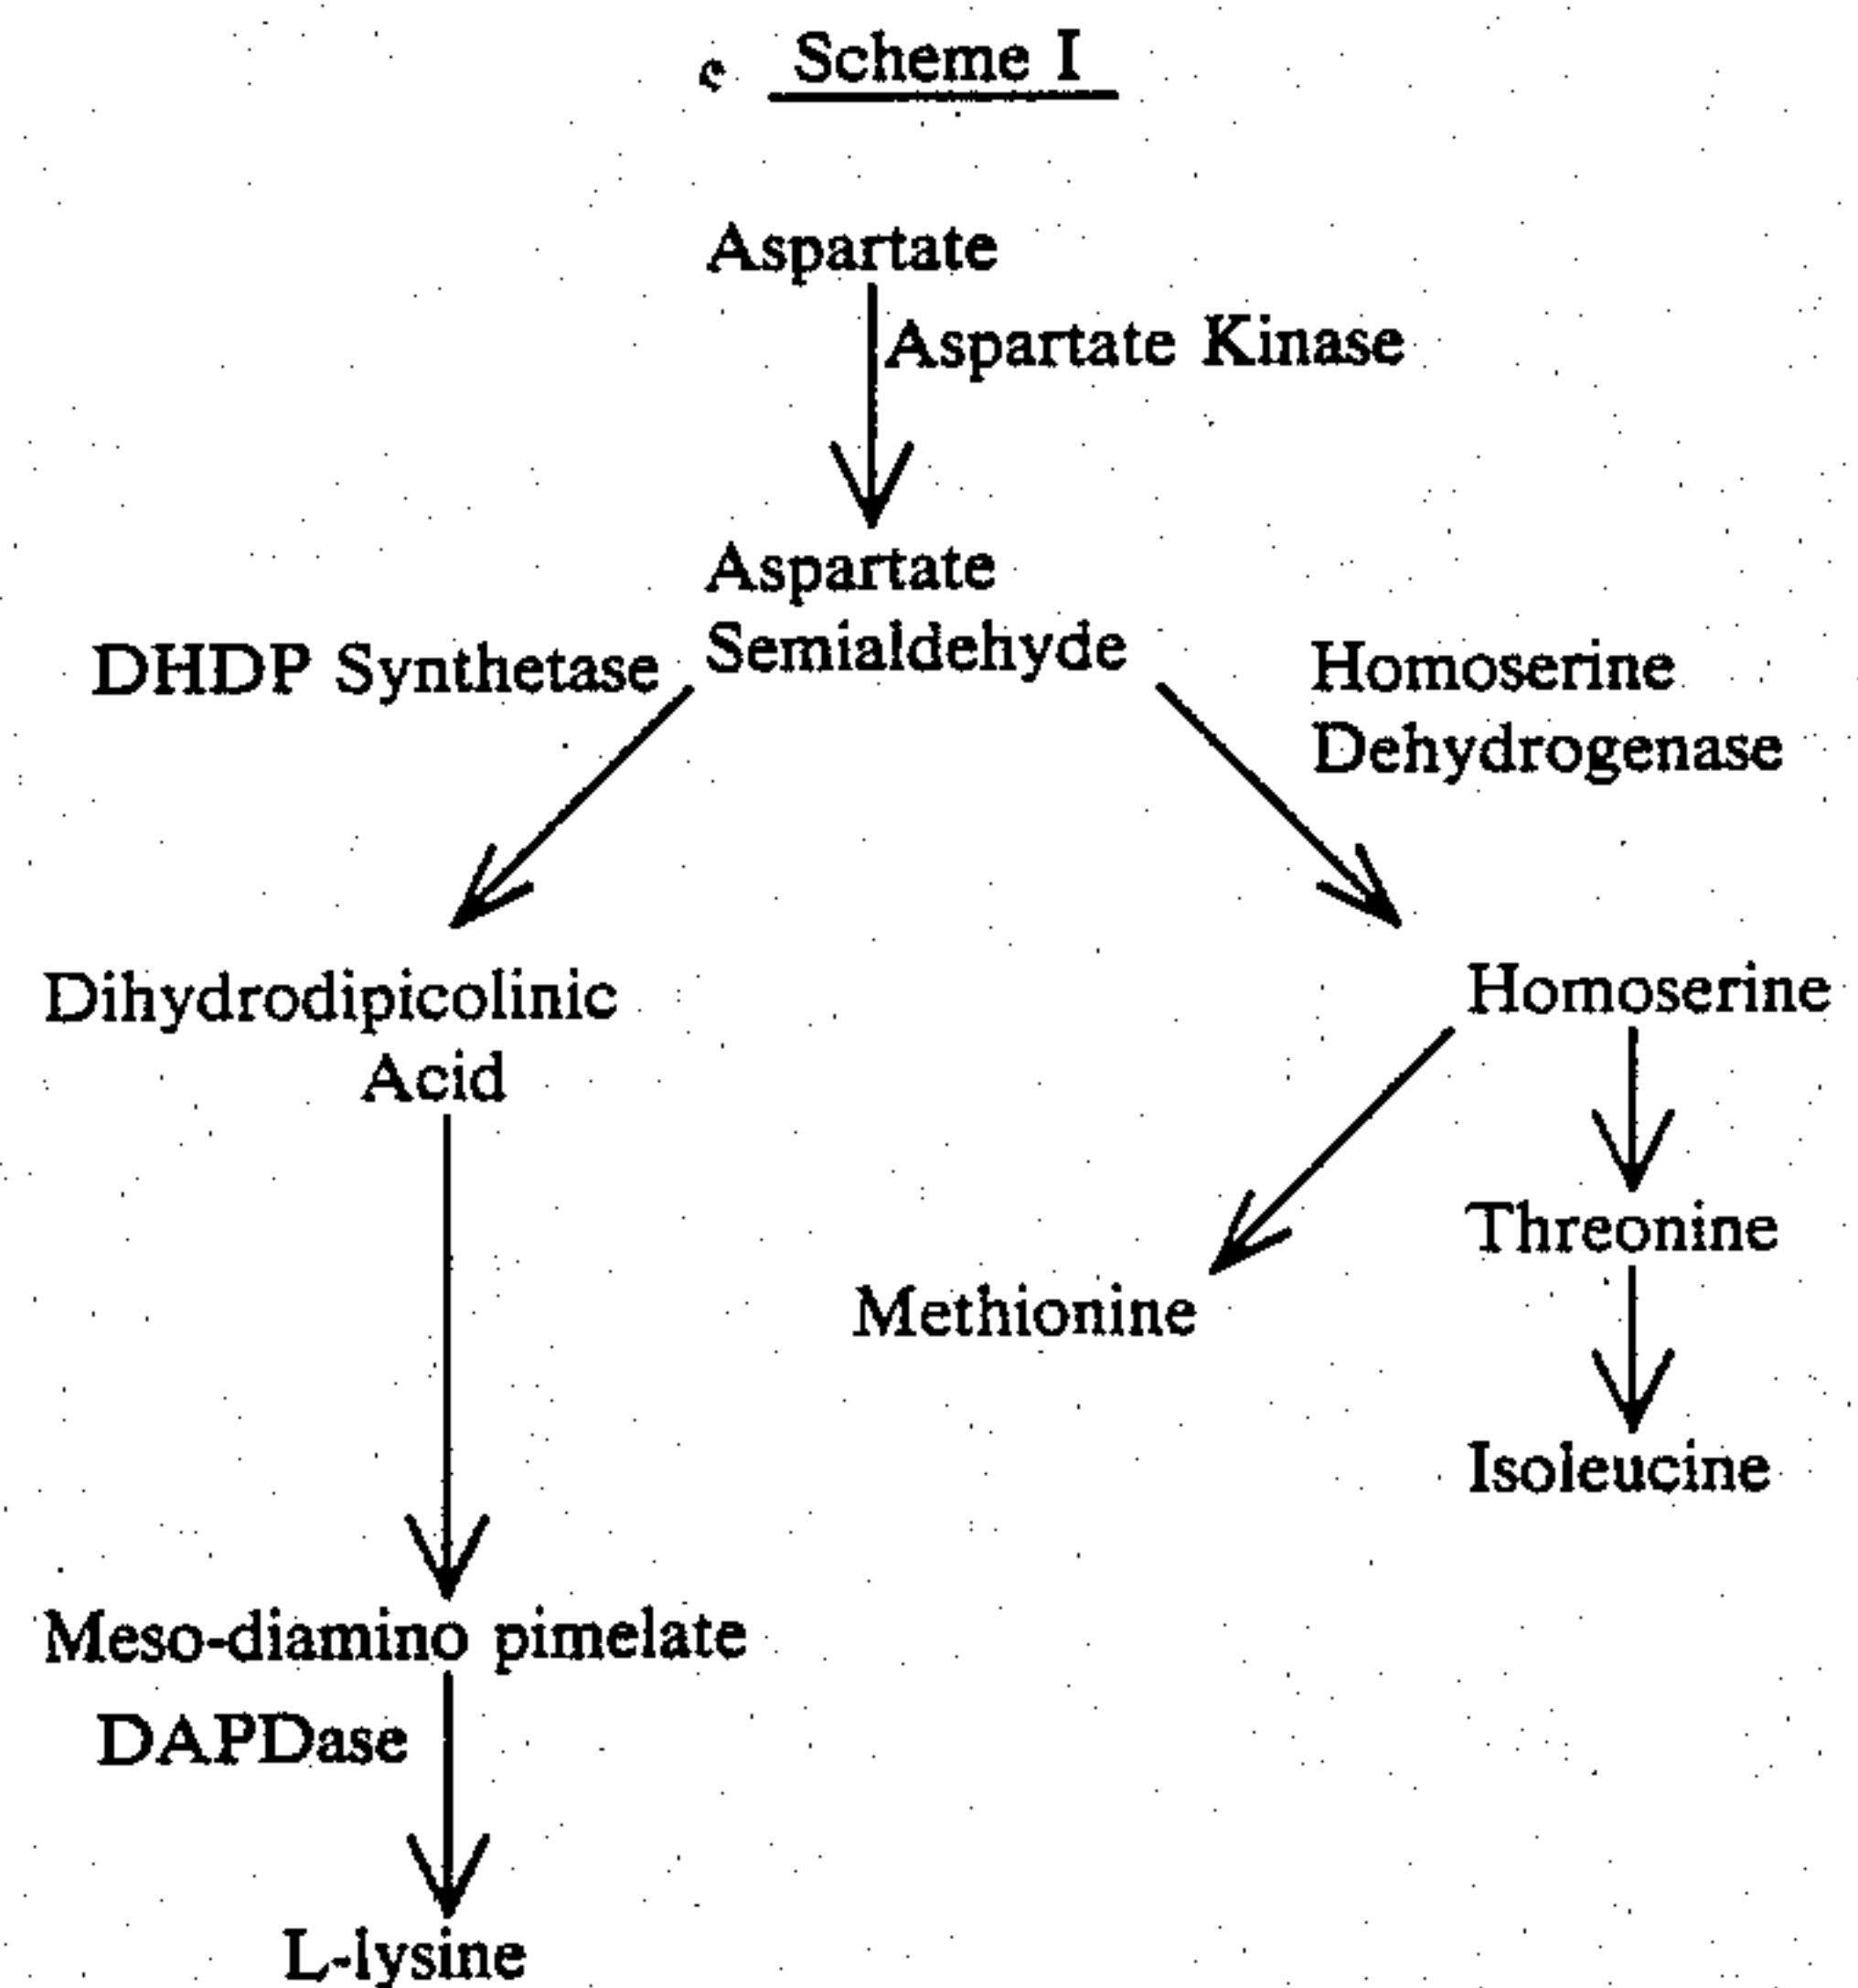 Scheme I
Aspartate
Aspartate Kinase
Aspartate
Semialdehyde
DHDP Synthetase
Homoserine
Dehydrogenase
Dihydrodipicolinic
Acid
Homoserine
Threonine
Methionine
Isoleucine
Meso-diamino pimelate
DAPDase
L-lysine